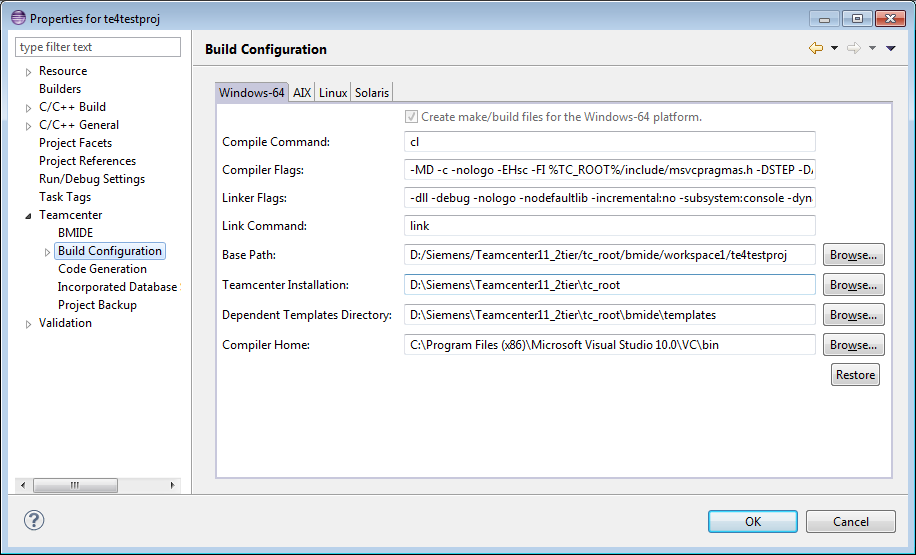 Properties for te4testproj
type filter text
Resource
Builders
C/C++ Build
C/C++ General
Project Facets
Project References
Run/Debug Settings
Task Tags
Teamcenter
BMIDE
Build Configuration
Code Generation
Incorporated Database
Project Backup
Validation
Build Configuration
Windows-64 AIX Linux Solaris
Create make/build files for the Windows-64 platform.
Compile Command: cl
Compiler Flags: -MD -c -nologo -EHsc -FI %TC_ROOT%/include/msvcpragmas.h -DSTEP -D
Linker Flags: -dll -debug -nologo -nodefaultlib -incremental:no -subsystem:console -dyn
Link Command: link
Base Path: D:/Siemens/Teamcenter11_2tier/tc_root/bmide/workspace1/te4testproj Browse...
Teamcenter Installation: D:\Siemens\Teamcenter11_2tier\tc_root Browse...
Dependent Templates Directory: D:\Siemens\Teamcenter11_2tier\tc_root\bmide\templates Browse...
Compiler Home: C:\Program Files (x86)\Microsoft Visual Studio 10.0\VC\bin Browse...
Restore
? OK Cancel